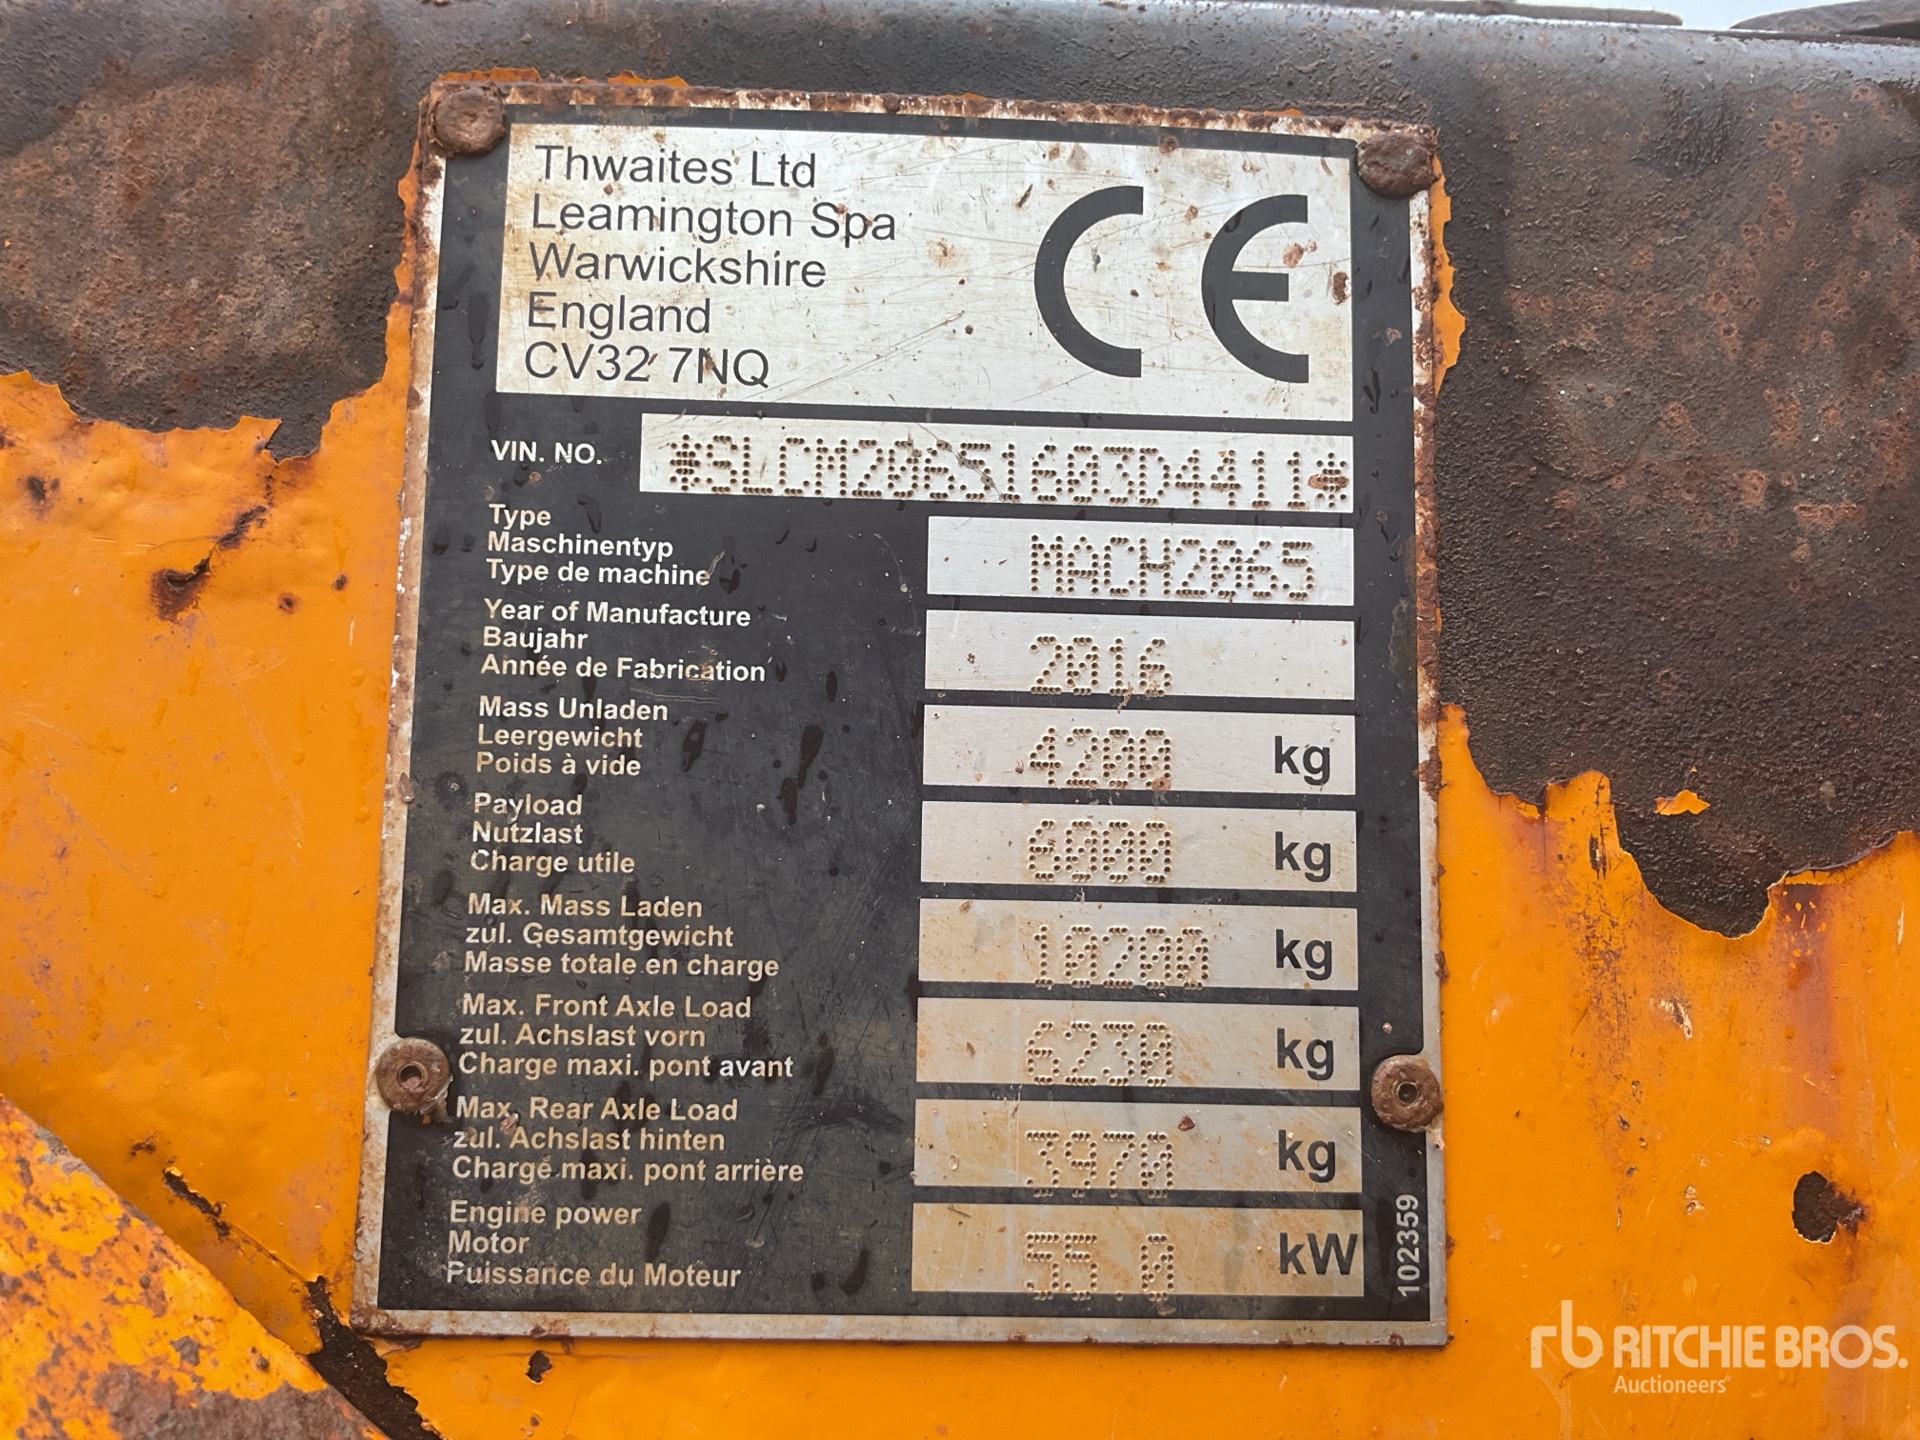 Thwaites Ltd
Leamington Spa
Warwickshire
England
CV32 7NQ
CE
VIN. NO. *SLCM20651603D4411*
Type
Maschinentyp
Type de machine
MACH2065
Year of Manufacture
Baujahr
Année de Fabrication
2016
Mass Unladen
Leergewicht
Poids à vide
4200 kg
Payload
Nutzlast
Charge utile
6000 kg
Max. Mass Laden
zul. Gesamtgewicht
Masse totale en charge
10200 kg
Max. Front Axle Load
zul. Achslast vorn
Charge maxi. pont avant
6230 kg
Max. Rear Axle Load
zul. Achslast hinten
Charge maxi. pont arrière
3970 kg
Engine power
Motor
Puissance du Moteur
55.0 kW
102359
rb RITCHIE BROS.
Auctioneers